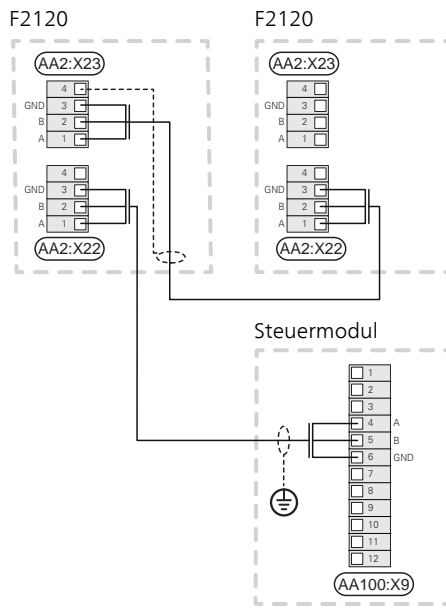 F2120
F2120
AA2:X23
4
GND 3
B 2
A 1
4
GND 3
B 2
A 1
AA2:X22
AA2:X23
4
GND 3
B 2
A 1
4
GND 3
B 2
A 1
AA2:X22
Steuermodul
1
2
3
4 A
5 B
6 GND
7
8
9
10
11
12
AA100:X9